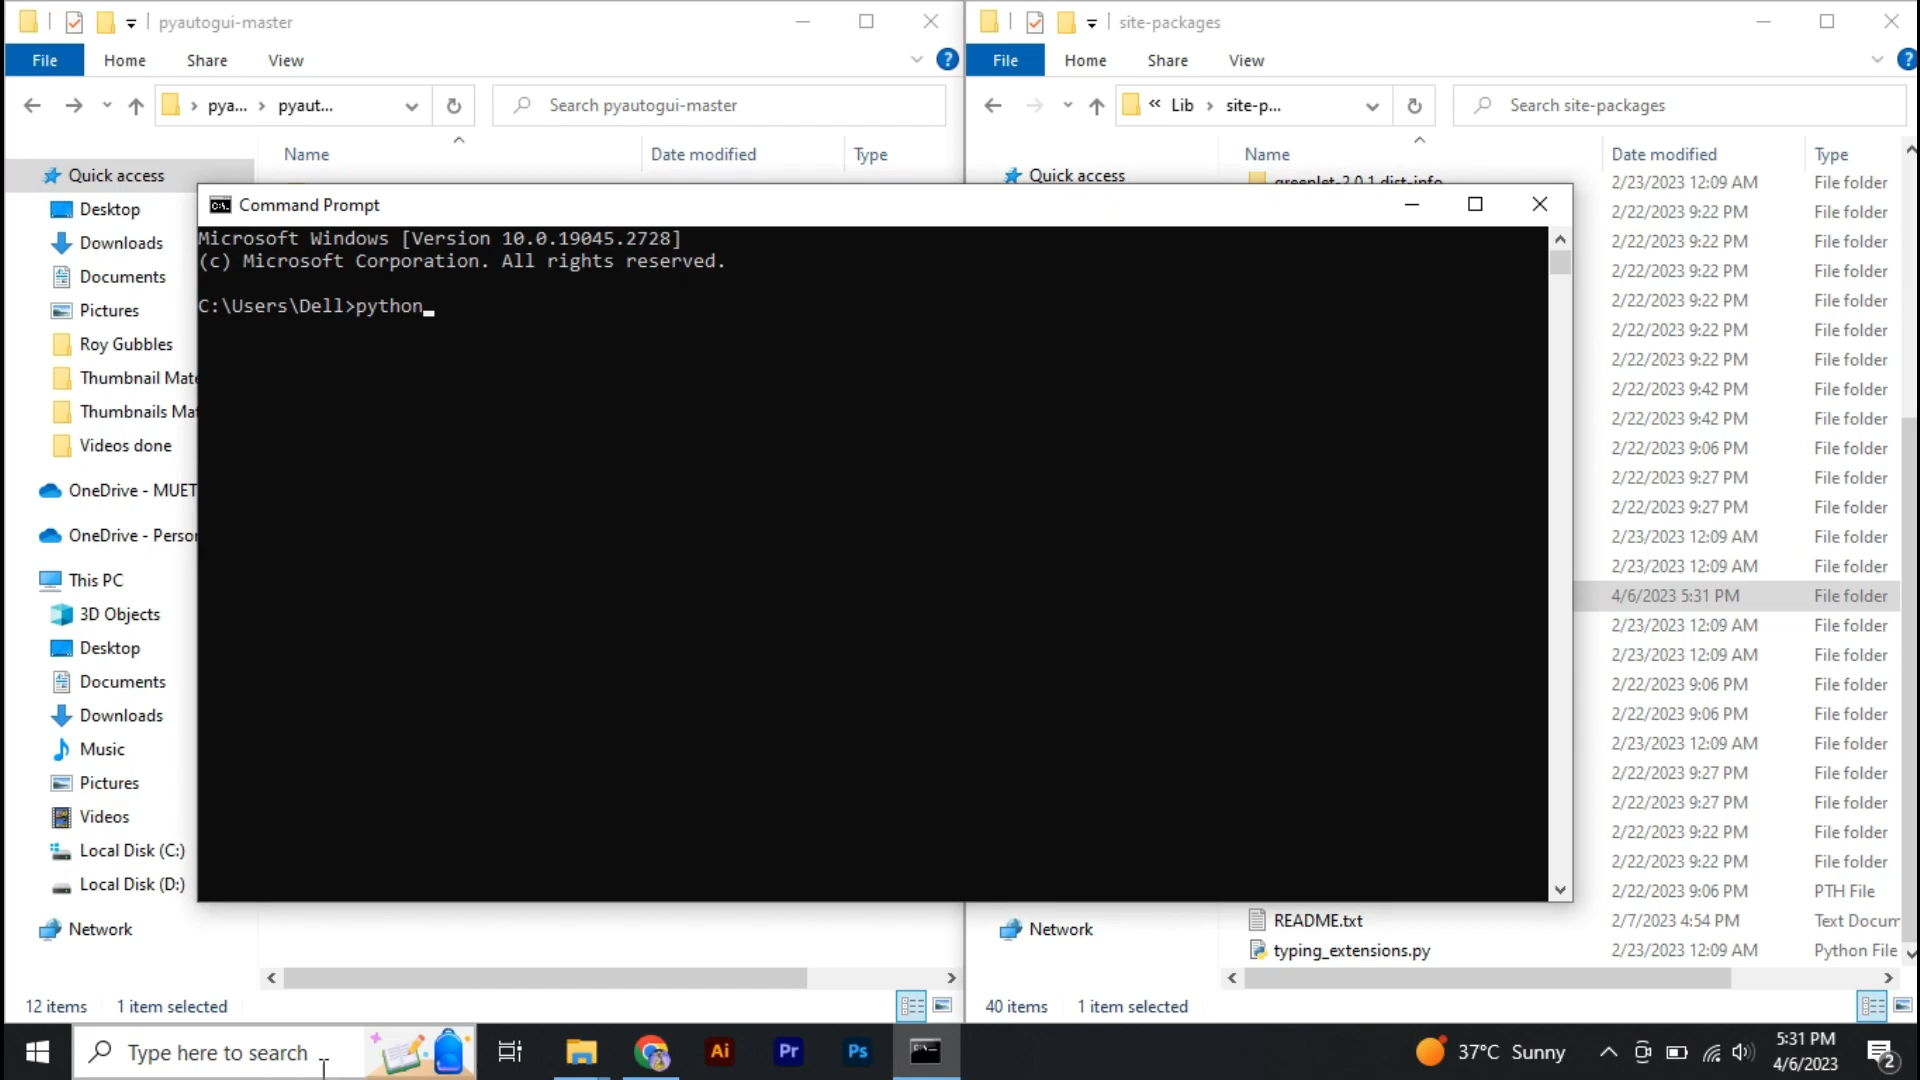 pyautogui-master
File Home Share View
pya... pyaut...
Search pyautogui-master
Name Date modified Type
Quick access
Desktop
Downloads
Documents
Pictures
Roy Gubbles
Thumbnail Mate
Thumbnails Mat
Videos done
OneDrive - MUET
OneDrive - Person
This PC
3D Objects
Desktop
Documents
Downloads
Music
Pictures
Videos
Local Disk (C:)
Local Disk (D:)
Network
12 items 1 item selected
site-packages
File Home Share View
« Lib site-p...
Search site-packages
Name Date modified Type
Quick access
greenlet-2.0.1.dist-info
2/23/2023 12:09 AM File folder
2/22/2023 9:22 PM File folder
2/22/2023 9:22 PM File folder
2/22/2023 9:22 PM File folder
2/22/2023 9:22 PM File folder
2/22/2023 9:22 PM File folder
2/22/2023 9:22 PM File folder
2/22/2023 9:42 PM File folder
2/22/2023 9:42 PM File folder
2/22/2023 9:06 PM File folder
2/22/2023 9:27 PM File folder
2/22/2023 9:27 PM File folder
2/23/2023 12:09 AM File folder
2/23/2023 12:09 AM File folder
4/6/2023 5:31 PM File folder
2/23/2023 12:09 AM File folder
2/23/2023 12:09 AM File folder
2/22/2023 9:06 PM File folder
2/22/2023 9:06 PM File folder
2/23/2023 12:09 AM File folder
2/22/2023 9:27 PM File folder
2/22/2023 9:27 PM File folder
2/22/2023 9:22 PM File folder
2/22/2023 9:22 PM File folder
2/22/2023 9:06 PM PTH File
README.txt 2/7/2023 4:54 PM Text Docum
typing_extensions.py 2/23/2023 12:09 AM Python File
Network
40 items 1 item selected
Command Prompt
Microsoft Windows [Version 10.0.19045.2728]
(c) Microsoft Corporation. All rights reserved.
C:\Users\Dell>python_
Type here to search
Ai Pr Ps
37°C Sunny
5:31 PM
4/6/2023
2